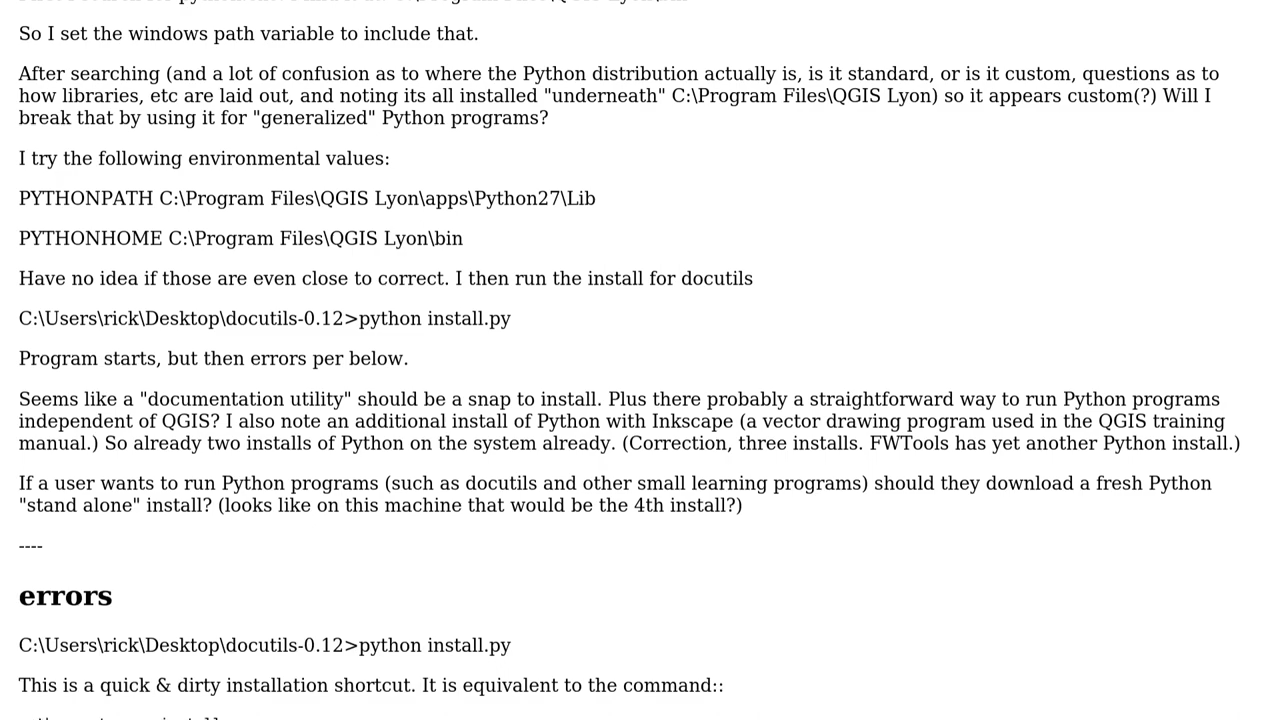 So I set the windows path variable to include that.
After searching (and a lot of confusion as to where the Python distribution actually is, is it standard, or is it custom, questions as to
how libraries, etc are laid out, and noting its all installed "underneath" C:\Program Files\QGIS Lyon) so it appears custom(?) Will I
break that by using it for "generalized" Python programs?
I try the following environmental values:
PYTHONPATH C:\Program Files\QGIS Lyon\apps\Python27\Lib
PYTHONHOME C:\Program Files\QGIS Lyon\bin
Have no idea if those are even close to correct. I then run the install for docutils
C:\Users\rick\Desktop\docutils-0.12>python install.py
Program starts, but then errors per below.
Seems like a "documentation utility" should be a snap to install. Plus there probably a straightforward way to run Python programs
independent of QGIS? I also note an additional install of Python with Inkscape (a vector drawing program used in the QGIS training
manual.) So already two installs of Python on the system already. (Correction, three installs. FWTools has yet another Python install.)
If a user wants to run Python programs (such as docutils and other small learning programs) should they download a fresh Python
"stand alone" install? (looks like on this machine that would be the 4th install?)
----
errors
C:\Users\rick\Desktop\docutils-0.12>python install.py
This is a quick & dirty installation shortcut. It is equivalent to the command::